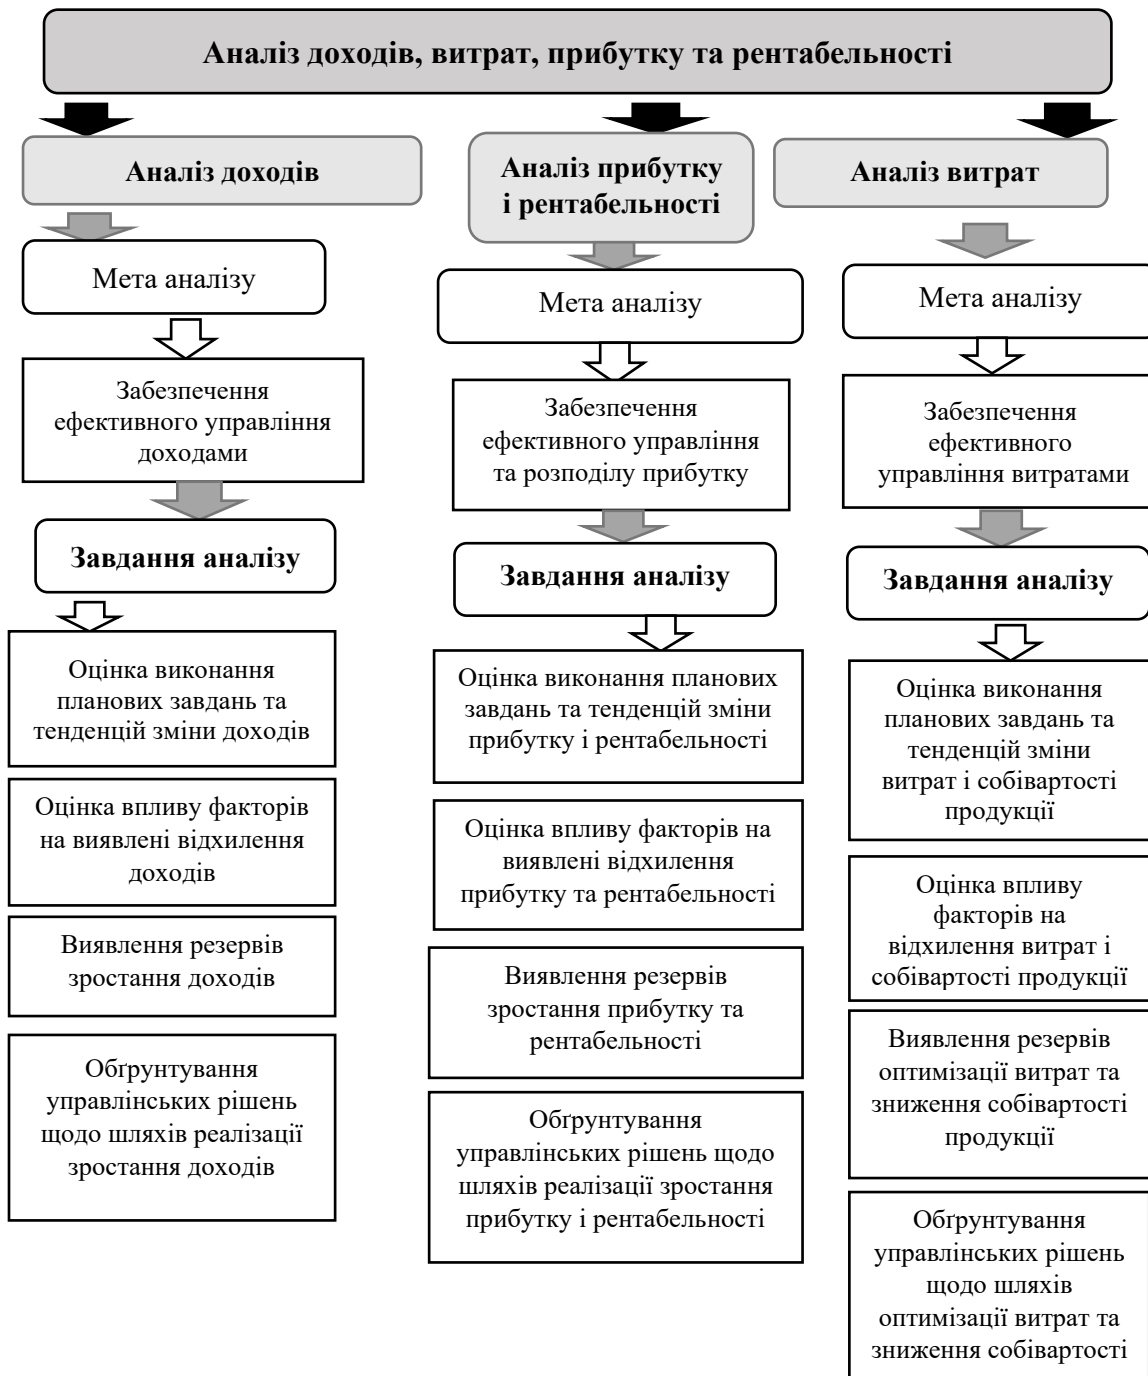 Аналіз доходів, витрат, прибутку та рентабельності
Аналіз доходів
Мета аналізу
Забезпечення
ефективного управління
доходами
Завдання аналізу
Оцінка виконання
планових завдань та
тенденцій зміни доходів
Оцінка впливу факторів
на виявлені відхилення
доходів
Виявлення резервів
зростання доходів
Обґрунтування
управлінських рішень
щодо шляхів реалізації
зростання доходів
Аналіз прибутку
і рентабельності
Мета аналізу
Забезпечення
ефективного управління
та розподілу прибутку
Завдання аналізу
Оцінка виконання планових
завдань та тенденцій зміни
прибутку і рентабельності
Оцінка впливу факторів на
виявлені відхилення
прибутку та рентабельності
Виявлення резервів
зростання прибутку та
рентабельності
Обґрунтування
управлінських рішень щодо
шляхів реалізації зростання
прибутку і рентабельності
Аналіз витрат
Мета аналізу
Забезпечення
ефективного
управління витратами
Завдання аналізу
Оцінка виконання
планових завдань та
тенденцій зміни
витрат і собівартості
продукції
Оцінка впливу
факторів на
відхилення витрат і
собівартості продукції
Виявлення резервів
оптимізації витрат та
зниження собівартості
продукції
Обґрунтування
управлінських рішень
щодо шляхів
оптимізації витрат та
зниження собівартості